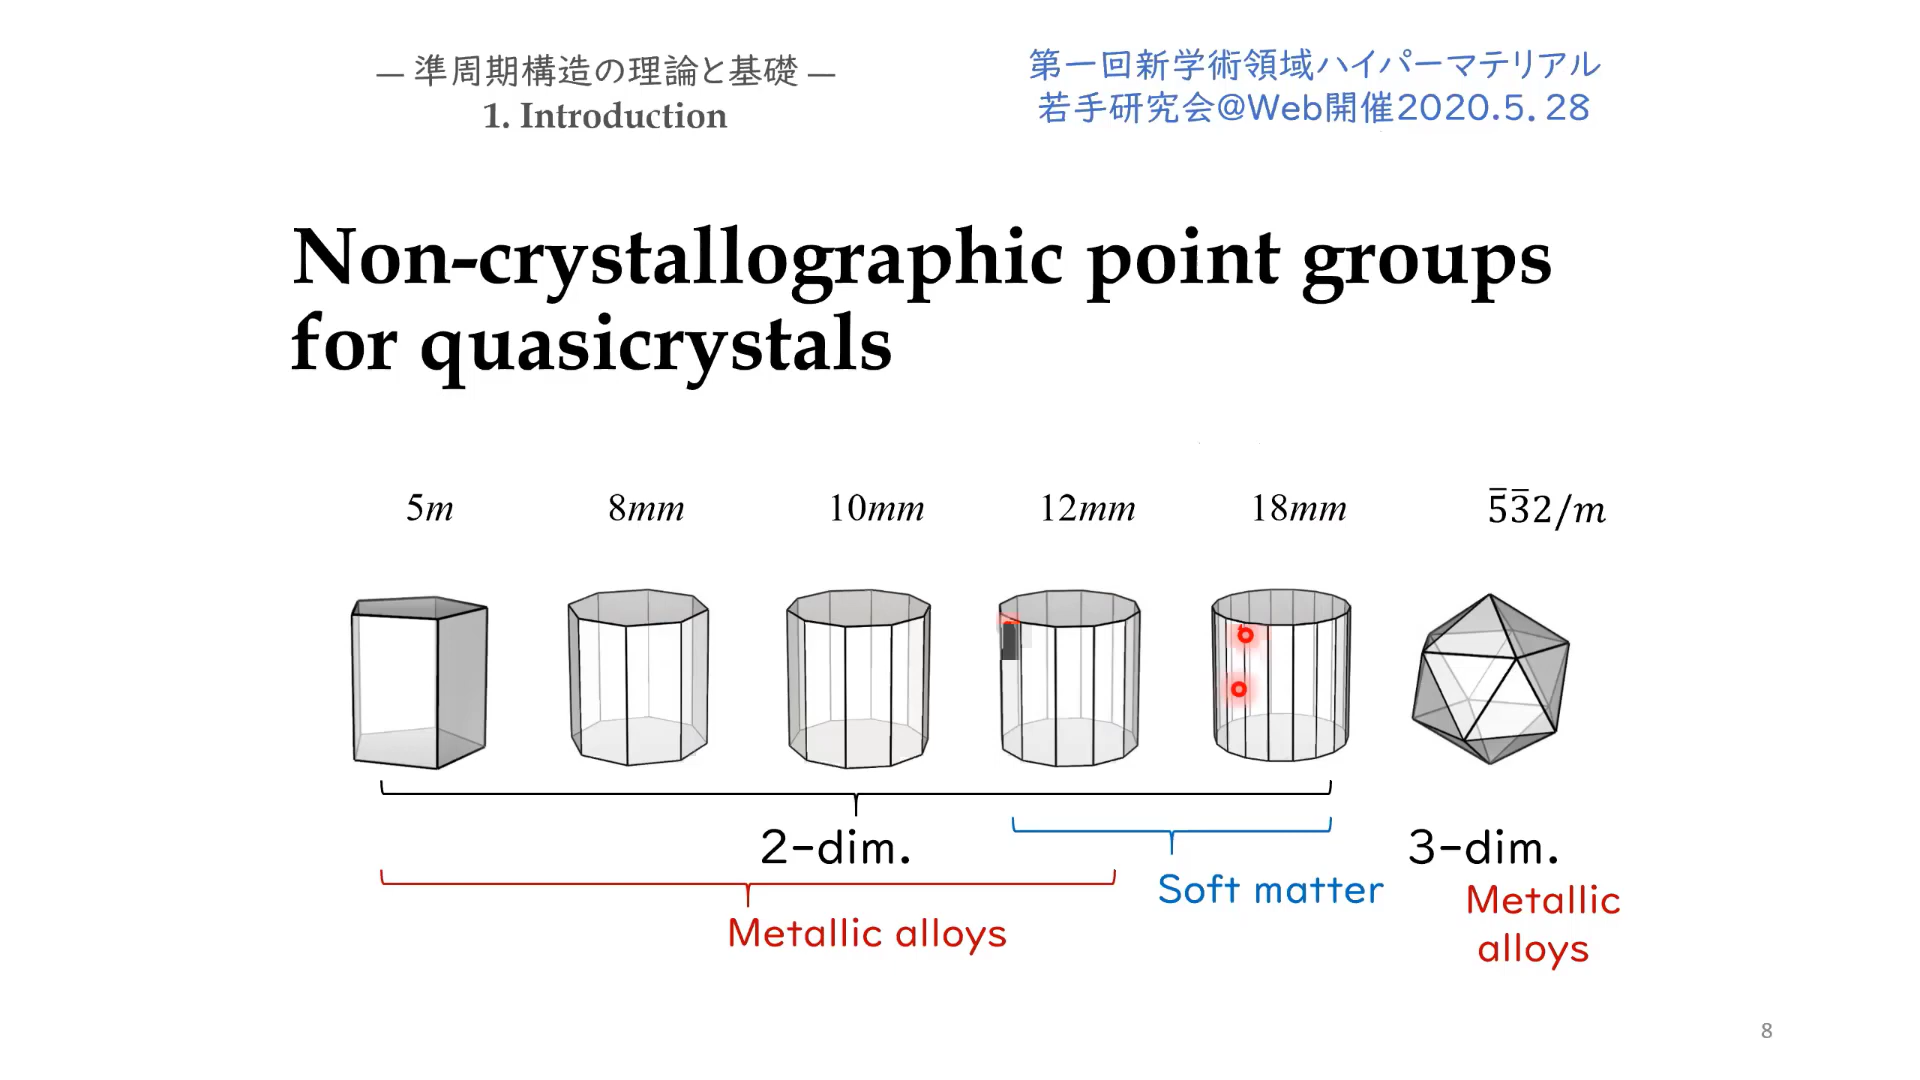 — 準周期構造の理論と基礎 —
1. Introduction
第一回新学術領域ハイパーマテリアル
若手研究会@Web開催2020.5.28
Non-crystallographic point groups
for quasicrystals
5m 8mm 10mm 12mm 18mm 5̅3̅2/m
2-dim.
3-dim.
Soft matter
Metallic
alloys
Metallic alloys
8